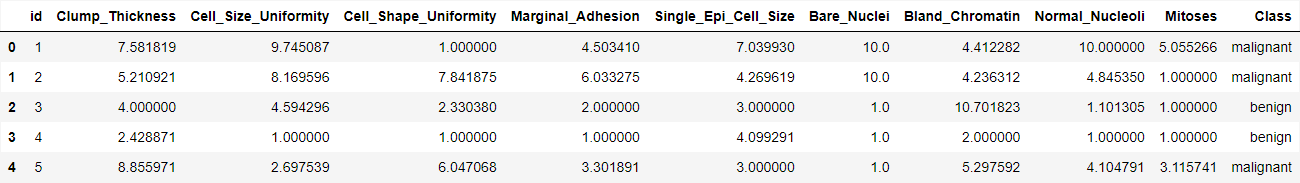 id Clump_Thickness Cell_Size_Uniformity Cell_Shape_Uniformity Marginal_Adhesion Single_Epi_Cell_Size Bare_Nuclei Bland_Chromatin Normal_Nucleoli Mitoses Class
0 1 7.581819 9.745087 1.000000 4.503410 7.039930 10.0 4.412282 10.000000 5.055266 malignant
1 2 5.210921 8.169596 7.841875 6.033275 4.269619 10.0 4.236312 4.845350 1.000000 malignant
2 3 4.000000 4.594296 2.330380 2.000000 3.000000 1.0 10.701823 1.101305 1.000000 benign
3 4 2.428871 1.000000 1.000000 1.000000 4.099291 1.0 2.000000 1.000000 1.000000 benign
4 5 8.855971 2.697539 6.047068 3.301891 3.000000 1.0 5.297592 4.104791 3.115741 malignant